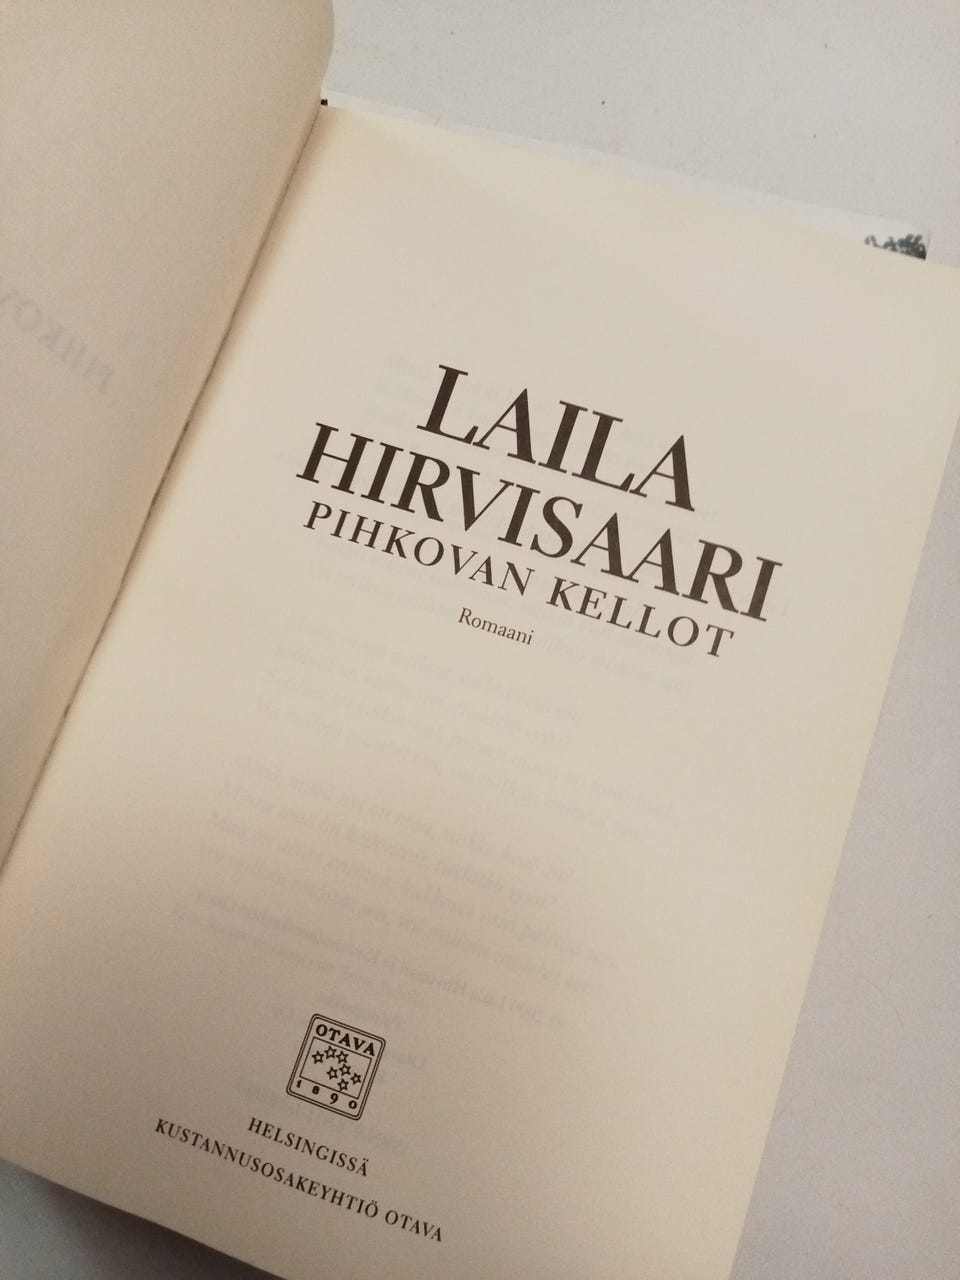 LAILA
HIRVISAARI
PIHKOVAN KELLOT
Romaani
OTAVA
1890
HELSINGISSÄ
KUSTANNUSOSAKEYHTIÖ OTAVA